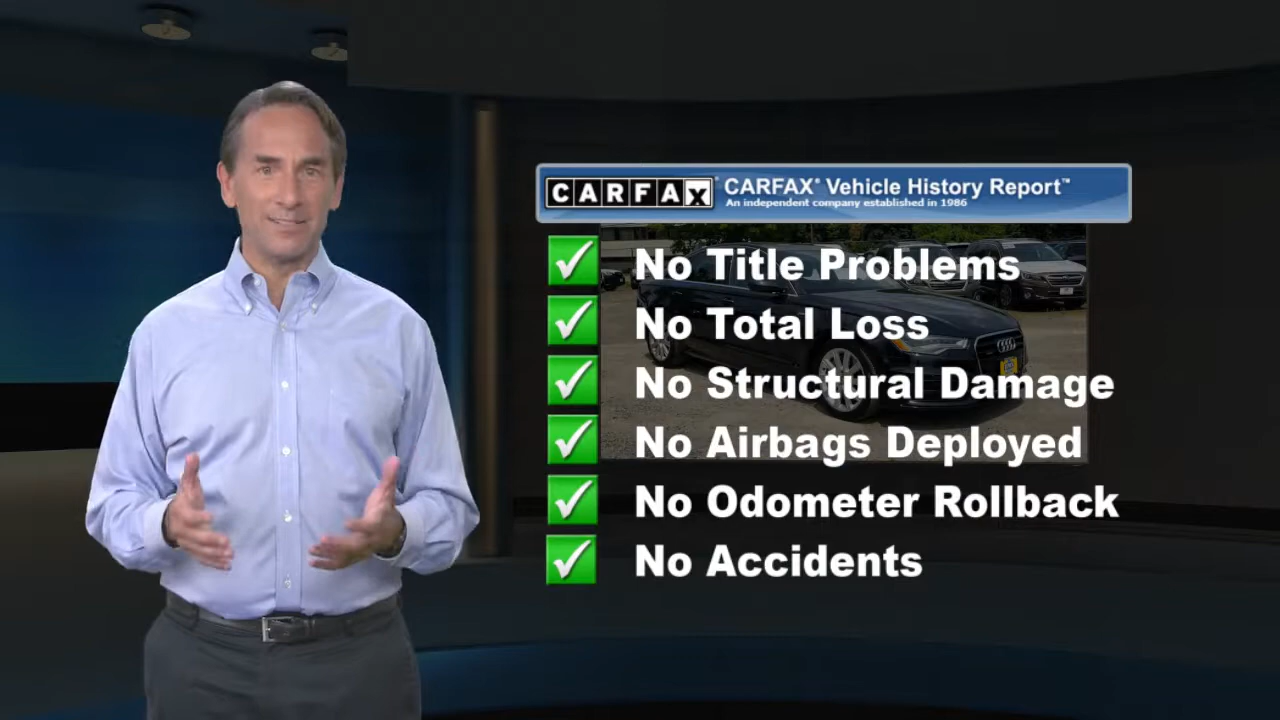 CARFAX
CARFAX® Vehicle History Report™
An independent company established in 1986
No Title Problems
No Total Loss
No Structural Damage
No Airbags Deployed
No Odometer Rollback
No Accidents